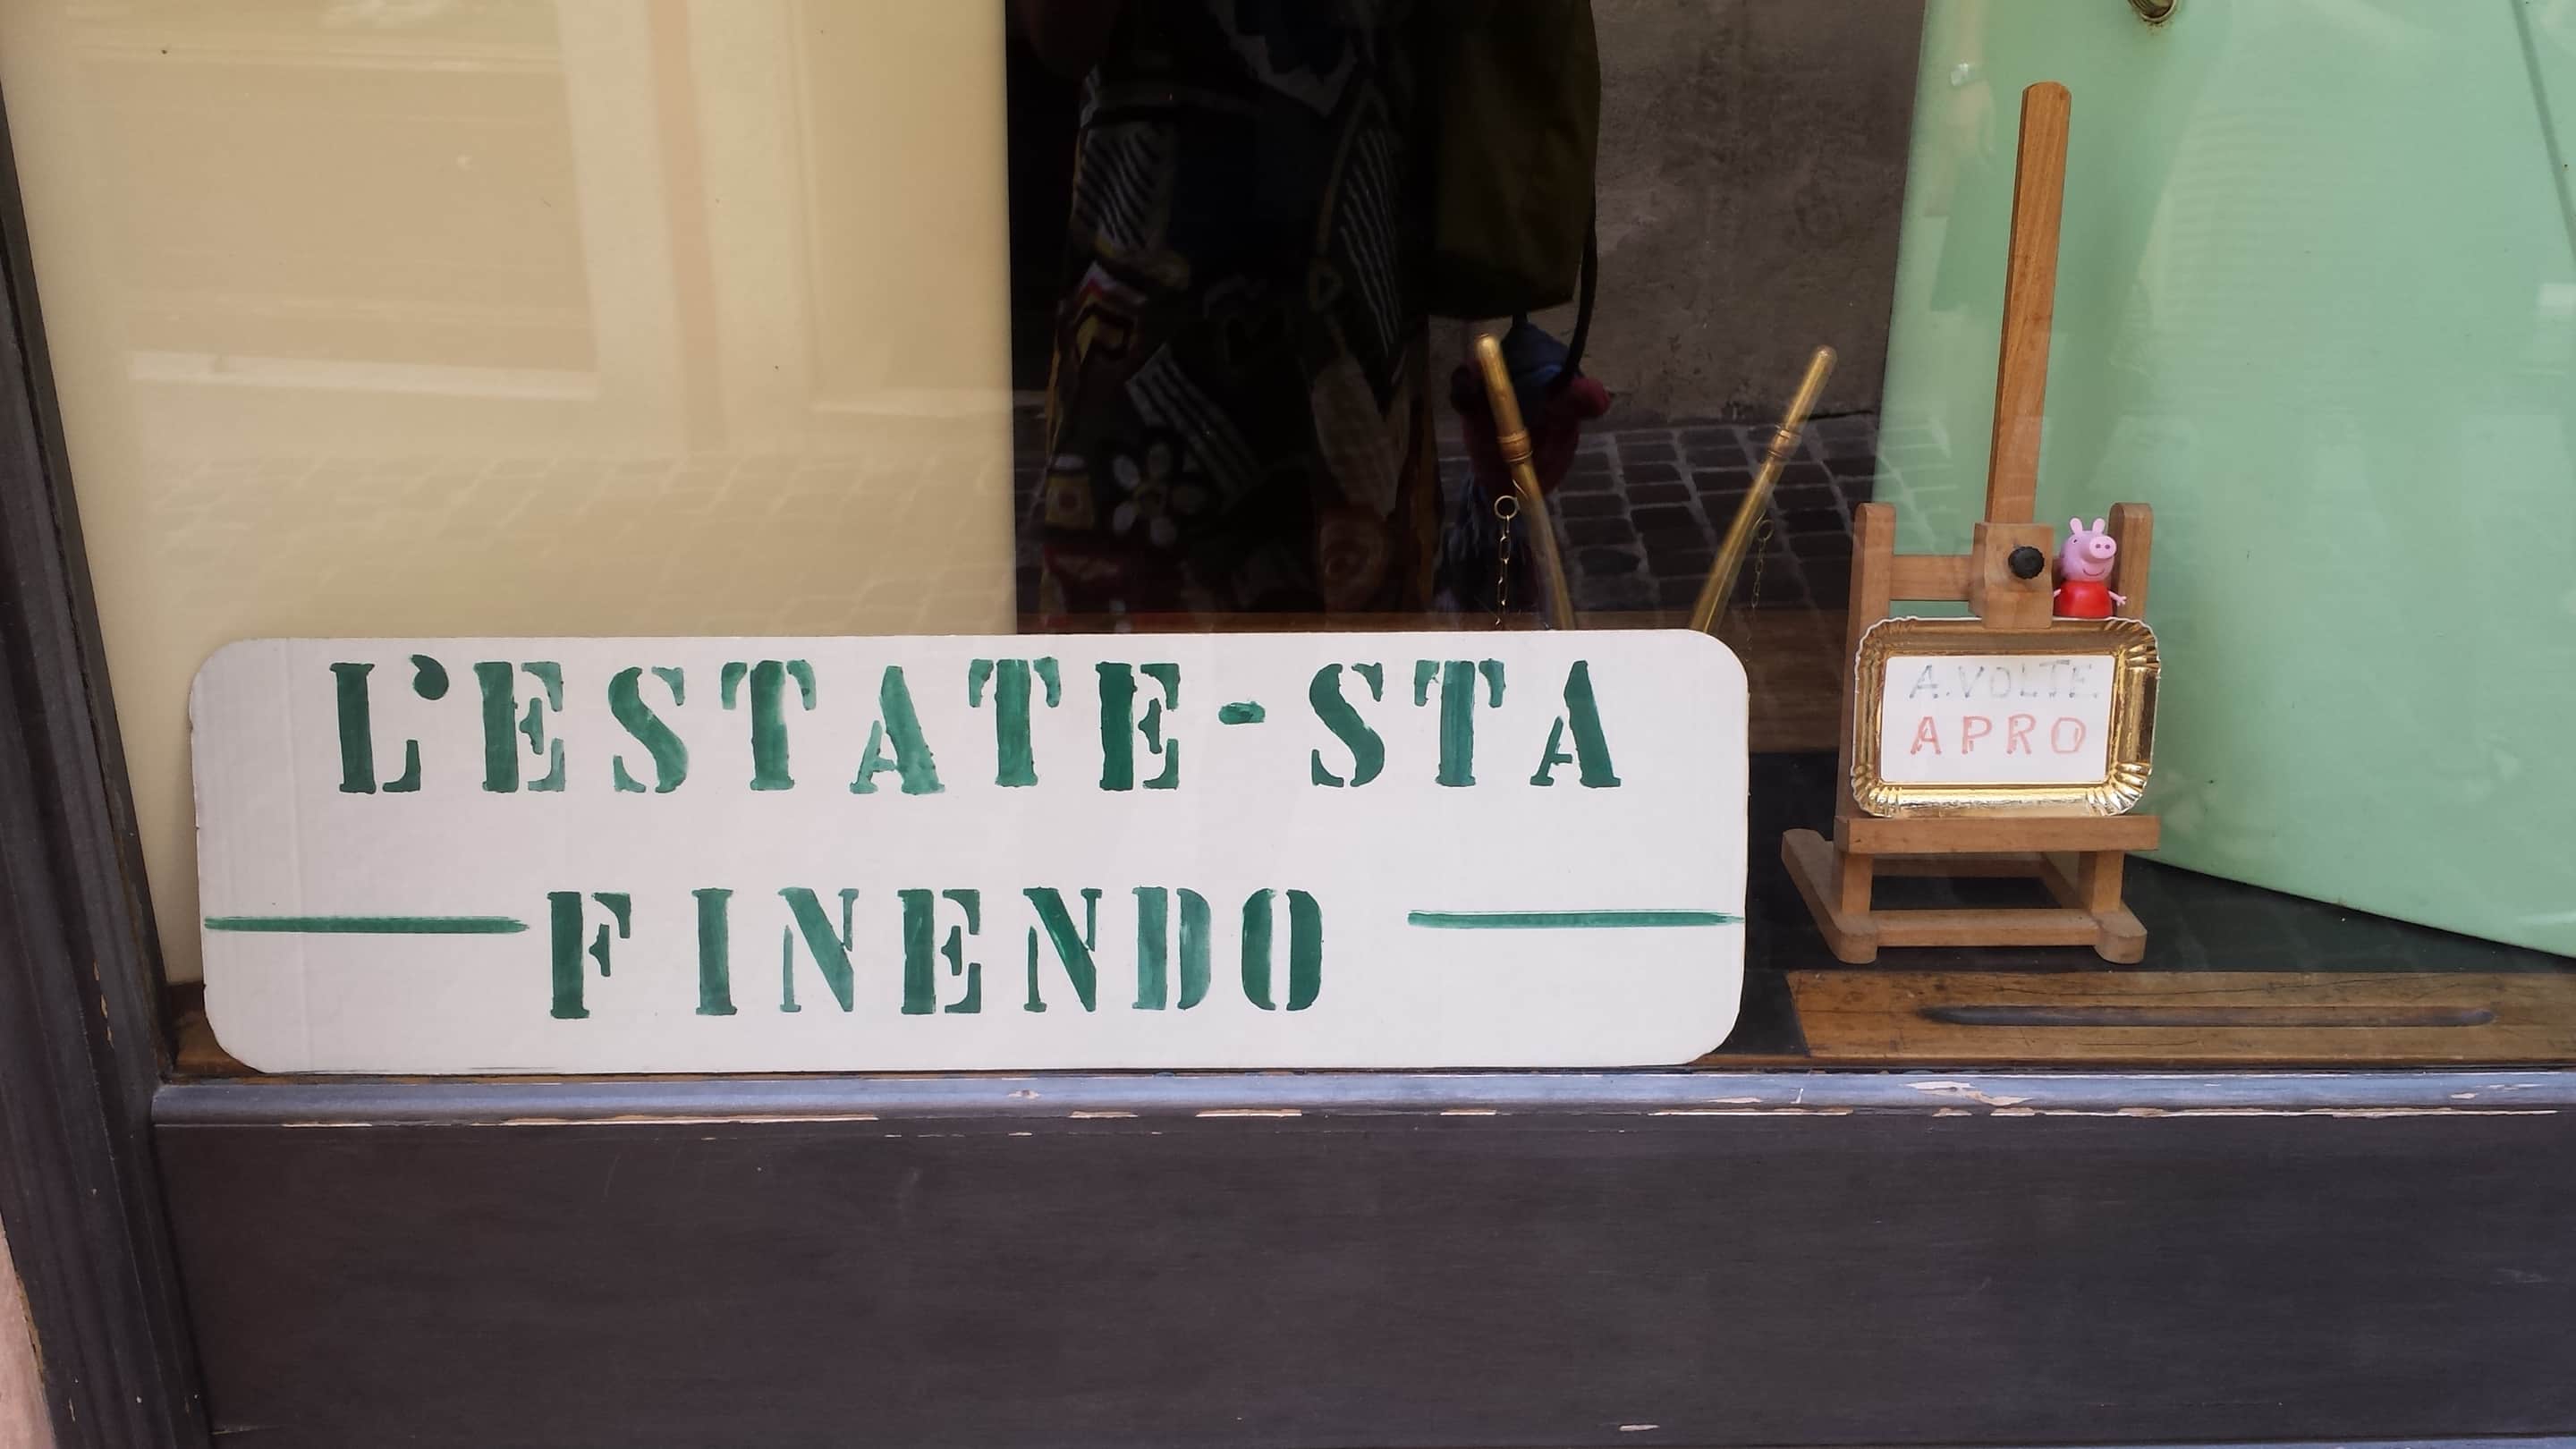 L'ESTATE-STA
FINENDO
A.VOLTE
APRO